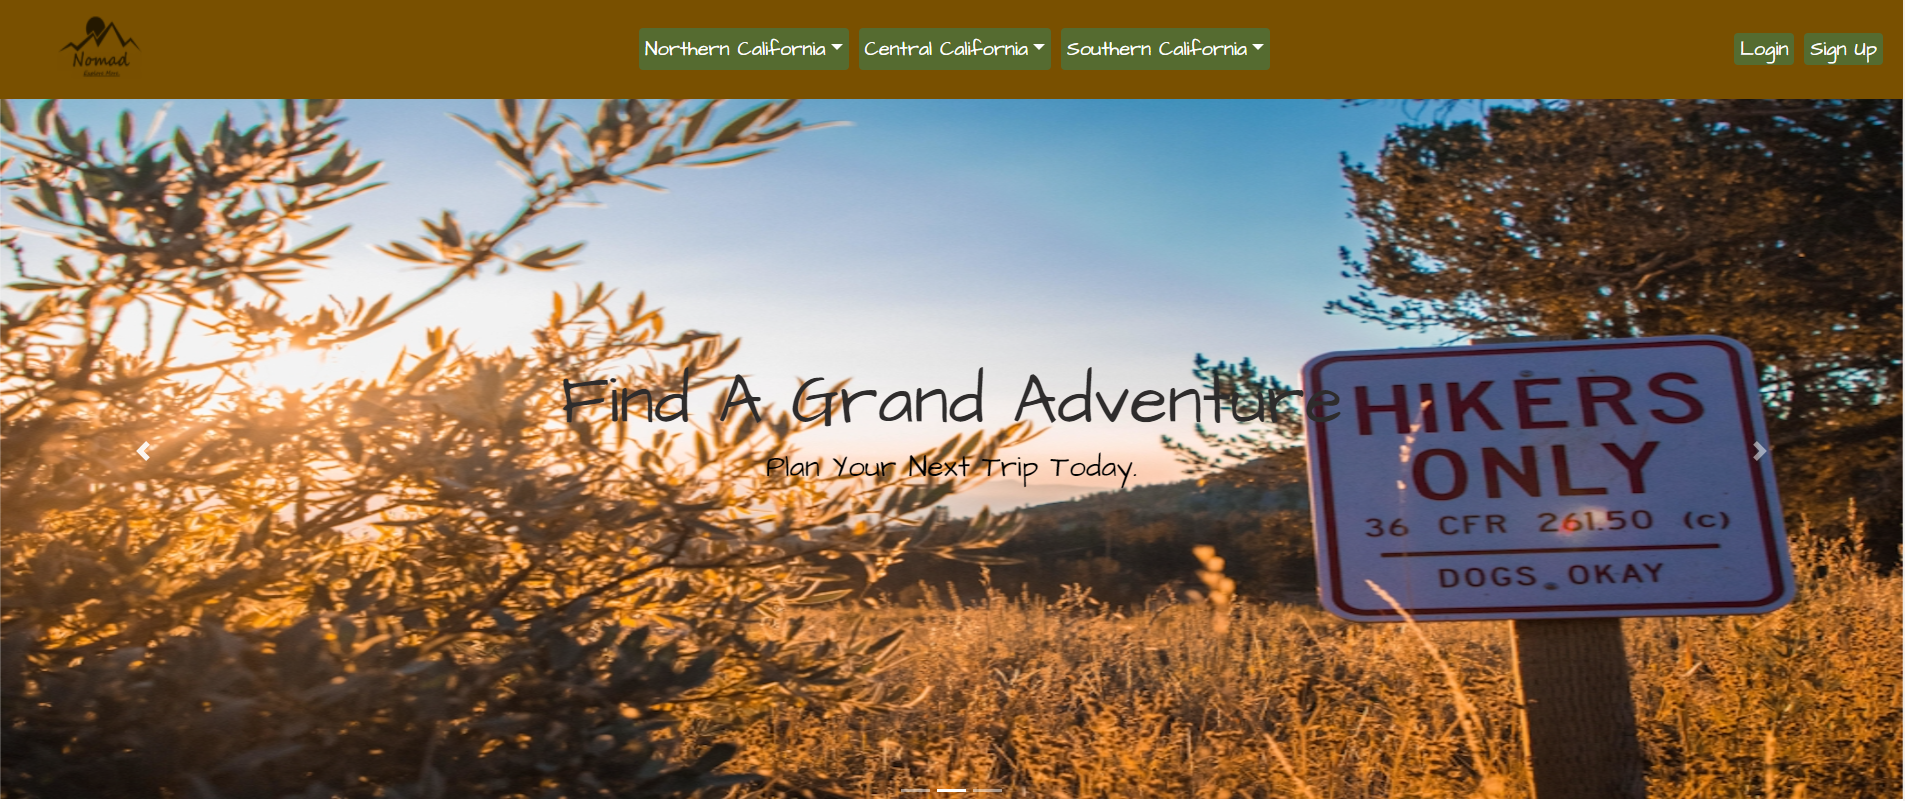 Nomad
Northern California
Central California
Southern California
Login
Sign Up
Find A Grand Adventure
Plan Your Next Trip Today.
HIKERS
ONLY
36 CFR 261.50 (c)
DOGS OKAY